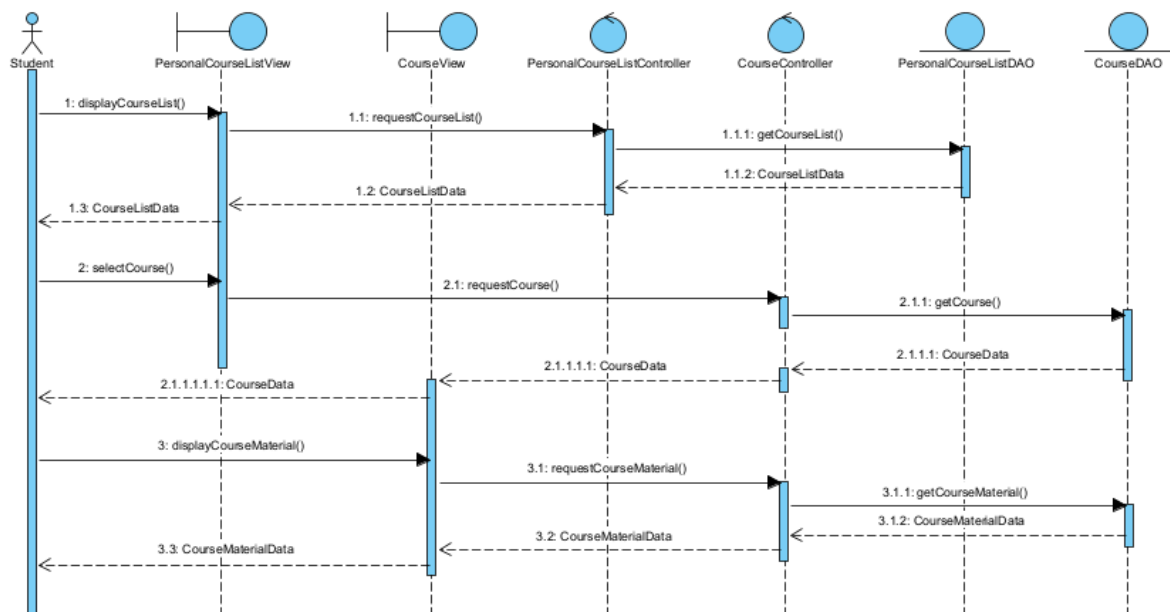 Student
PersonalCourseListView
CourseView
PersonalCourseListController
CourseController
PersonalCourseListDAO
CourseDAO
1: displayCourseList()
1.1: requestCourseList()
1.1.1: getCourseList()
1.1.2: CourseListData
1.2: CourseListData
1.3: CourseListData
2: selectCourse()
2.1: requestCourse()
2.1.1: getCourse()
2.1.1.1: CourseData
2.1.1.1.1: CourseData
2.1.1.1.1.1: CourseData
3: displayCourseMaterial()
3.1: requestCourseMaterial()
3.1.1: getCourseMaterial()
3.1.2: CourseMaterialData
3.2: CourseMaterialData
3.3: CourseMaterialData